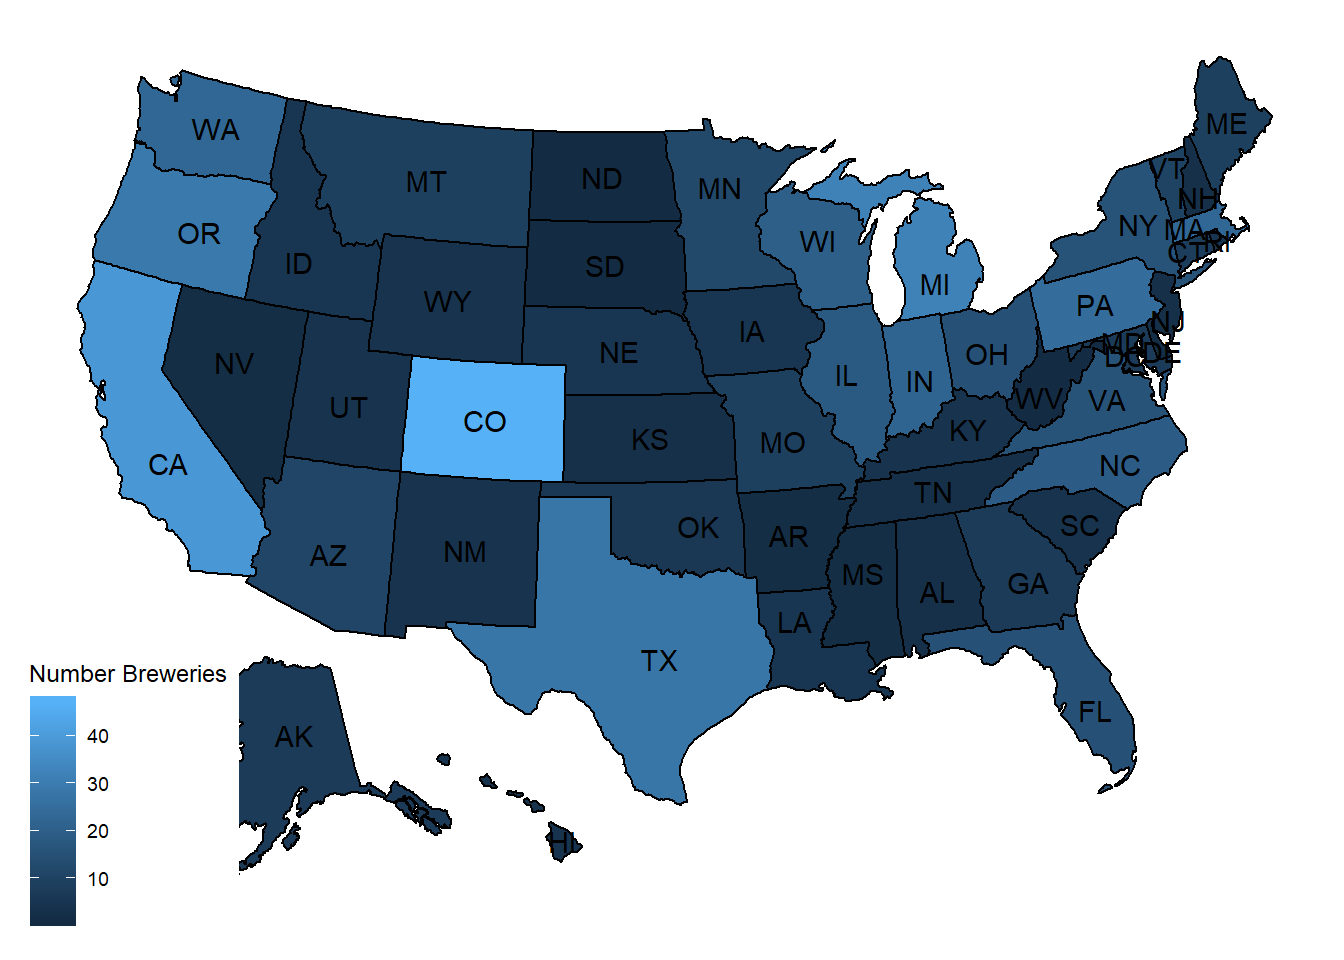 ME
WA
VT
MT
ND
MN
NH
NY
MA
OR
WI
RI
CT
ID
SD
MI
WY
PA
NJ
IA
MD
NE
OH
DE
DC
NV
IL
IN
WV
VA
UT
CO
KY
KS
MO
NC
CA
TN
SC
OK
AR
NM
AZ
MS
GA
AL
LA
TX
Number Breweries
FL
AK
40
30
20
HI
10